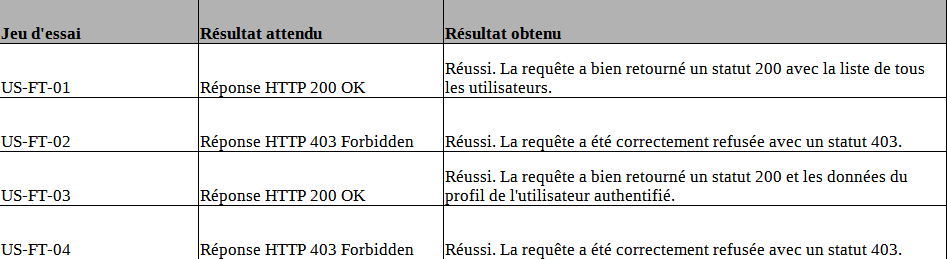 Jeu d'essai Résultat attendu Résultat obtenu
US-FT-01 Réponse HTTP 200 OK Réussi. La requête a bien retourné un statut 200 avec la liste de tous
les utilisateurs.
US-FT-02 Réponse HTTP 403 Forbidden Réussi. La requête a été correctement refusée avec un statut 403.
US-FT-03 Réponse HTTP 200 OK Réussi. La requête a bien retourné un statut 200 et les données du
profil de l'utilisateur authentifié.
US-FT-04 Réponse HTTP 403 Forbidden Réussi. La requête a été correctement refusée avec un statut 403.